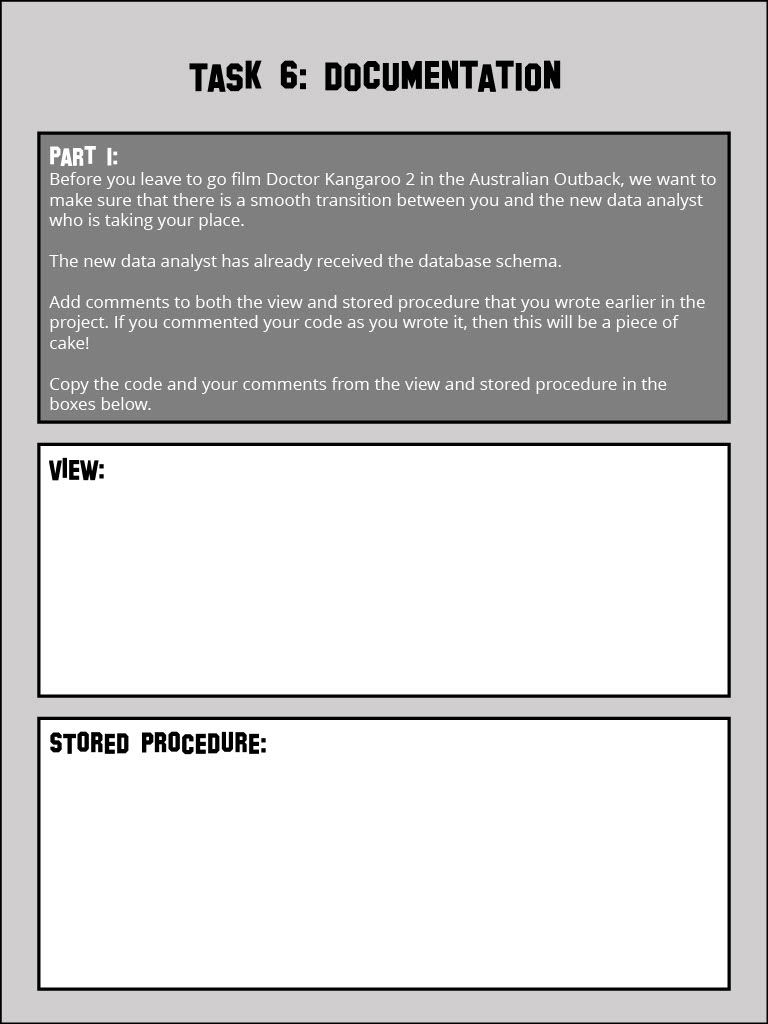 TASK 6: DOCUMENTATION
PART 1:
Before you leave to go film Doctor Kangaroo 2 in the Australian Outback, we want to
make sure that there is a smooth transition between you and the new data analyst
who is taking your place.
The new data analyst has already received the database schema.
Add comments to both the view and stored procedure that you wrote earlier in the
project. If you commented your code as you wrote it, then this will be a piece of
cake!
Copy the code and your comments from the view and stored procedure in the
boxes below.
VIEW:
STORED PROCEDURE: